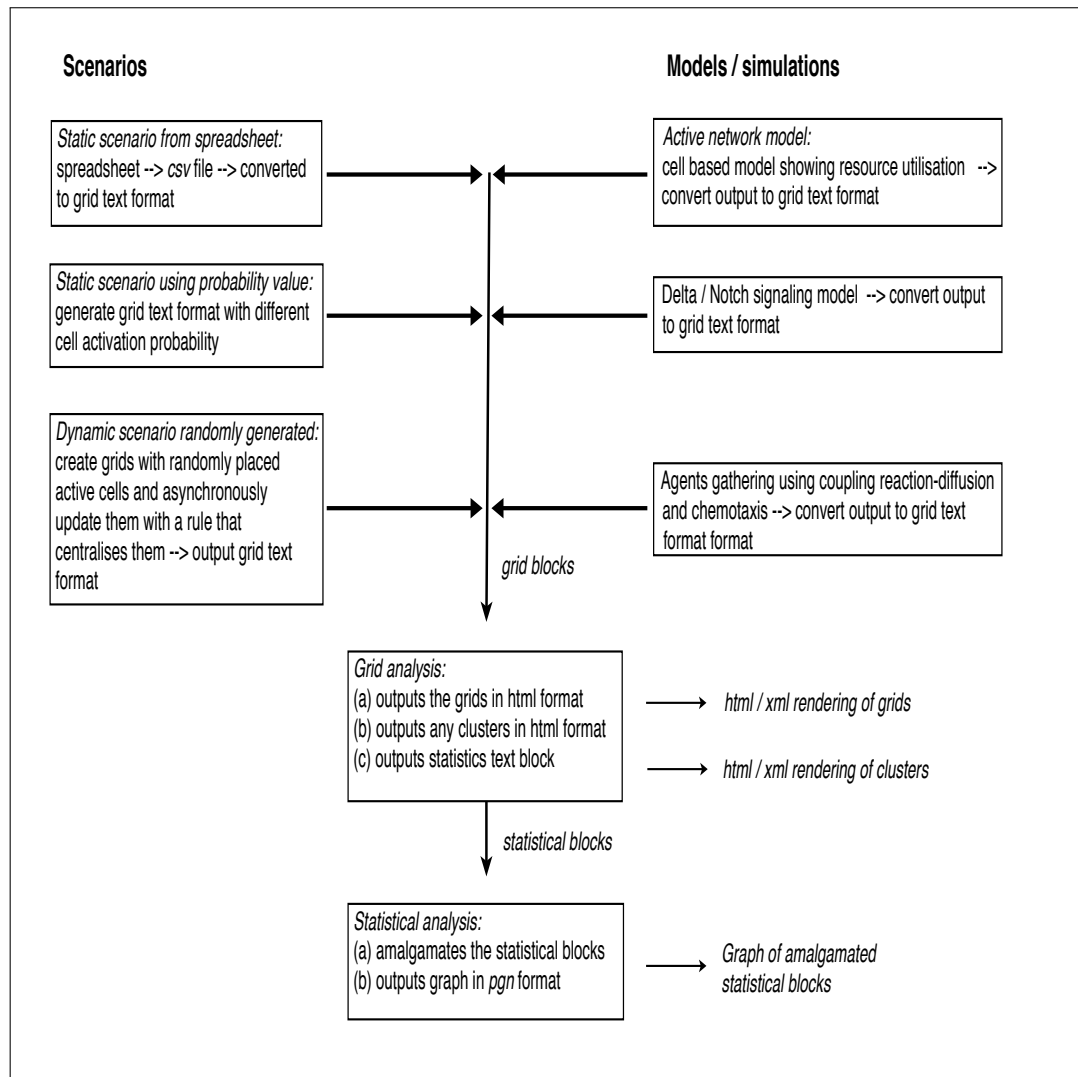 Scenarios
Models / simulations
Static scenario from spreadsheet:
spreadsheet --> csv file --> converted
to grid text format
Active network model:
cell based model showing resource utilisation -->
convert output to grid text format
Static scenario using probability value:
generate grid text format with different
cell activation probability
Delta / Notch signaling model --> convert output
to grid text format
Dynamic scenario randomly generated:
create grids with randomly placed
active cells and asynchronously
update them with a rule that
centralises them --> output grid text
format
Agents gathering using coupling reaction-diffusion
and chemotaxis --> convert output to grid text
format format
grid blocks
Grid analysis:
(a) outputs the grids in html format
(b) outputs any clusters in html format
(c) outputs statistics text block
html / xml rendering of grids
html / xml rendering of clusters
statistical blocks
Statistical analysis:
(a) amalgamates the statistical blocks
(b) outputs graph in pgn format
Graph of amalgamated
statistical blocks